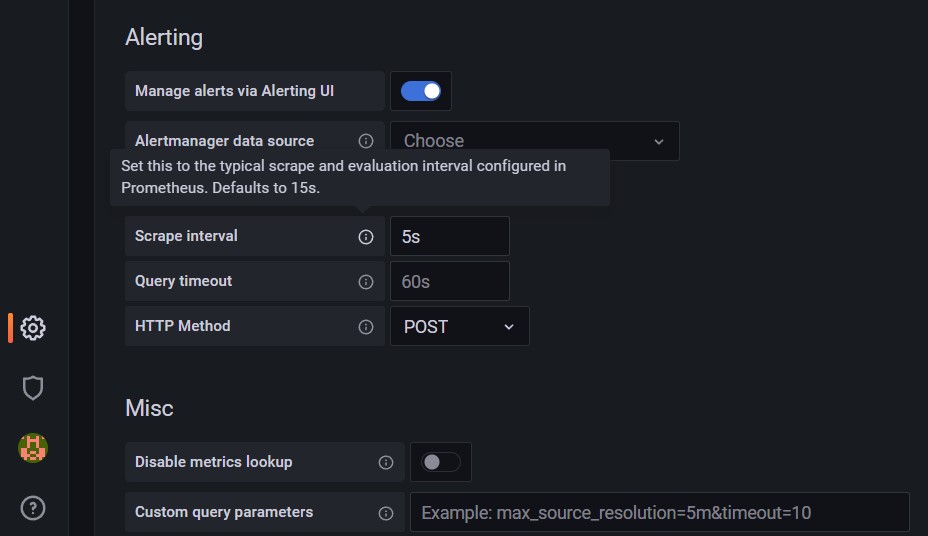 Alerting
Manage alerts via Alerting UI
Alertmanager data source
Choose
Set this to the typical scrape and evaluation interval configured in
Prometheus. Defaults to 15s.
Scrape interval
5s
Query timeout
60s
HTTP Method
POST
Misc
Disable metrics lookup
Custom query parameters
Example: max_source_resolution=5m&timeout=10